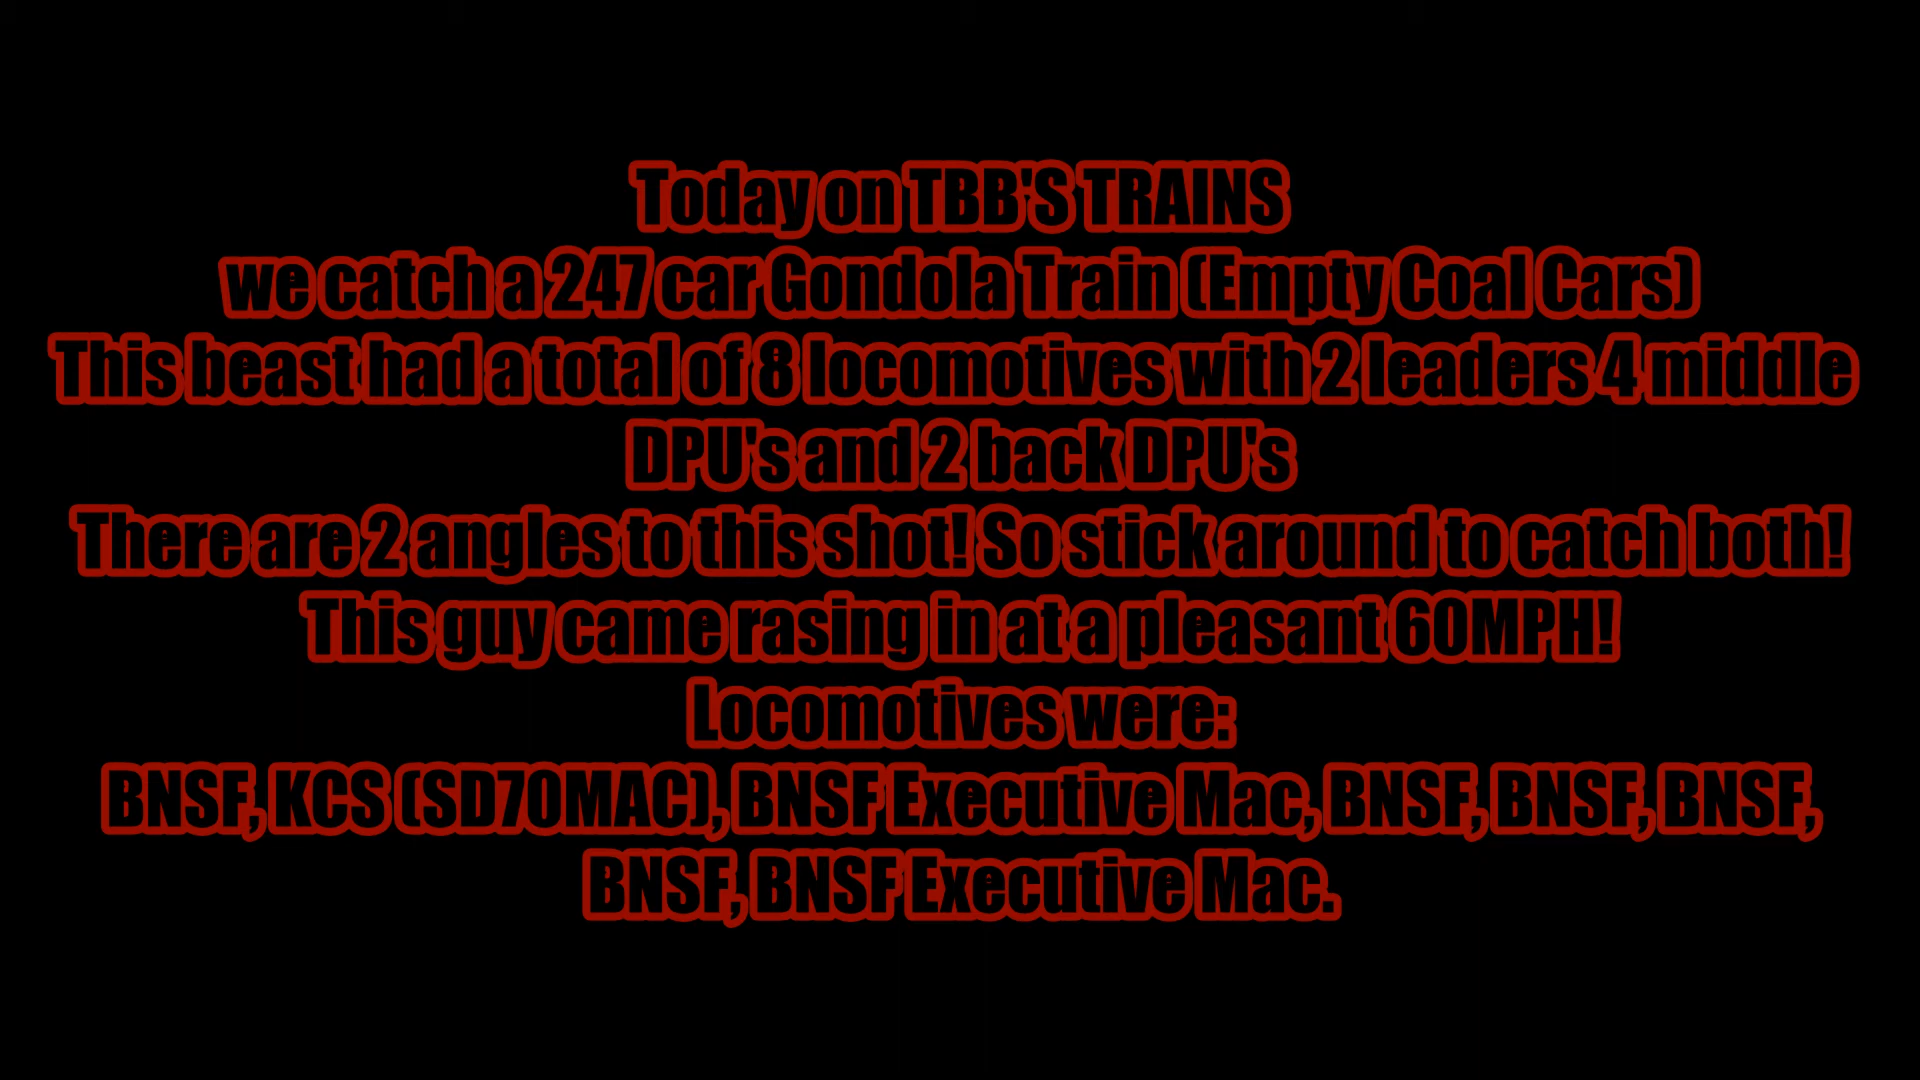 Today on TBB'S TRAINS
we catch a 247 car Gondola Train (Empty Coal Cars)
This beast had a total of 8 locomotives with 2 leaders 4 middle
DPU's and 2 back DPU's
There are 2 angles to this shot! So stick around to catch both!
This guy came rasing in at a pleasant 60MPH!
Locomotives were:
BNSF, KCS (SD70MAC), BNSF Executive Mac, BNSF, BNSF, BNSF,
BNSF, BNSF Executive Mac.